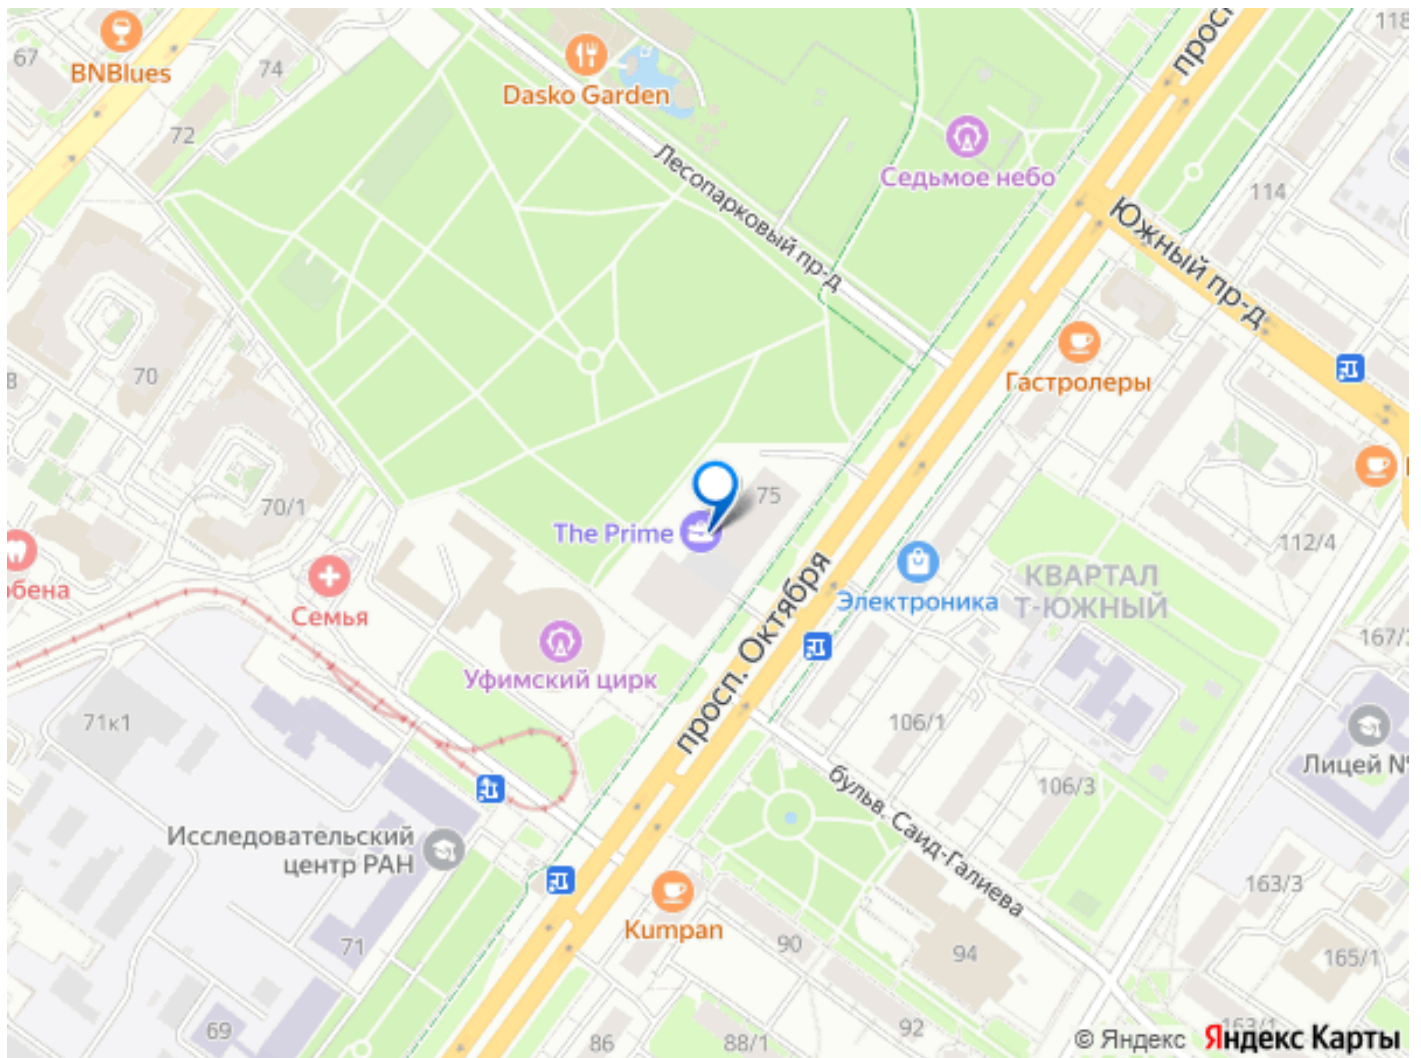 118
просп
67
BNBlues
74
Dasko Garden
72
Лесопарковый пр-д
Седьмое небо
114
Южный пр-д
Гастролеры
70
70/1
75
The Prime
просп. Октября
112/4
КВАРТАЛ
Т-ЮЖНЫЙ
Электроника
Семья
Уфимский цирк
71к1
106/1
106/3
Лицей №
бульв. Саид-Галиева
Исследовательский
центр РАН
163/3
Kumpan
90
94
71
165/1
69
86
88/1
92
163/1
© Яндекс Яндекс Карты